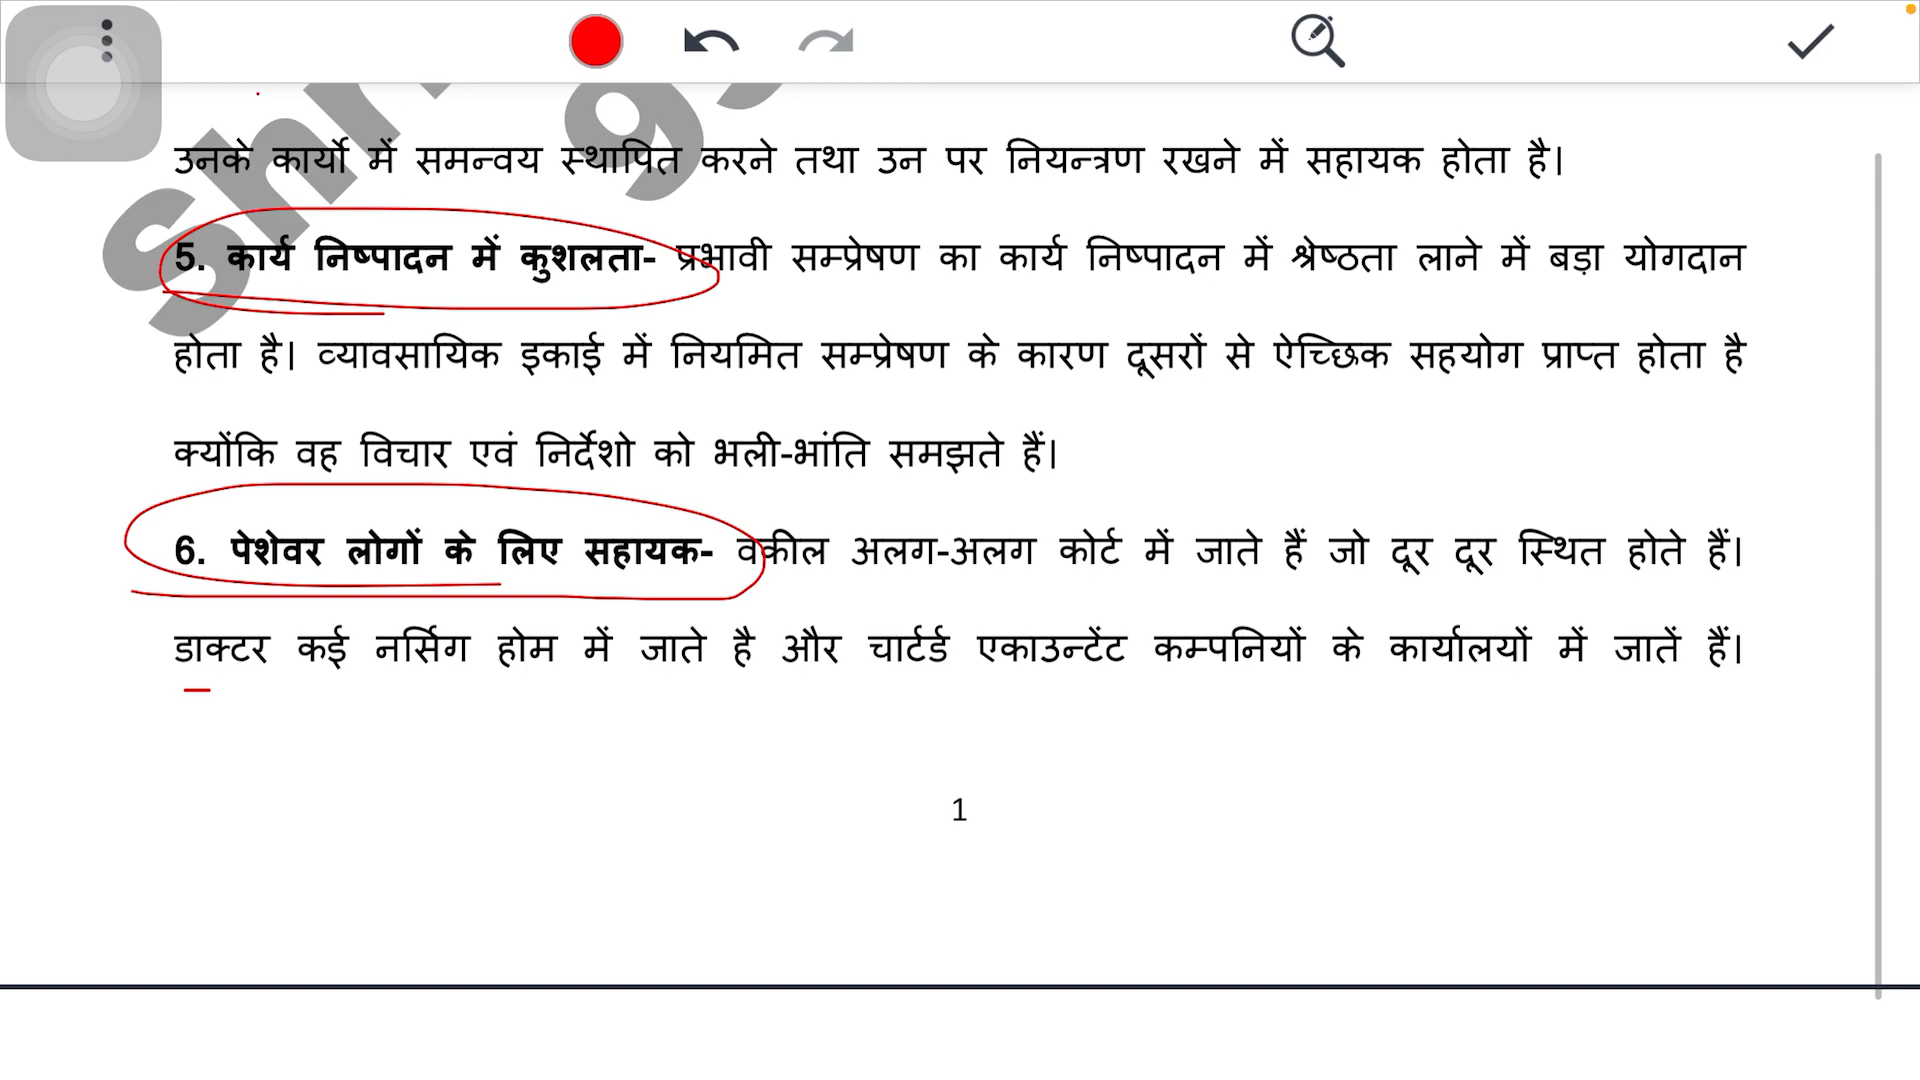 उनके कार्यो में समन्वय स्थापित करने तथा उन पर नियन्त्रण रखने में सहायक होता है।
5. कार्य निष्पादन में कुशलता- प्रभावी सम्प्रेषण का कार्य निष्पादन में श्रेष्ठता लाने में बड़ा योगदान
होता है। व्यावसायिक इकाई में नियमित सम्प्रेषण के कारण दूसरों से ऐच्छिक सहयोग प्राप्त होता है
क्योंकि वह विचार एवं निर्देशो को भली-भांति समझते हैं।
6. पेशेवर लोगों के लिए सहायक- वकील अलग-अलग कोर्ट में जाते हैं जो दूर दूर स्थित होते हैं।
डाक्टर कई नर्सिग होम में जाते है और चार्टर्ड एकाउन्टेंट कम्पनियों के कार्यालयों में जातें हैं।
1